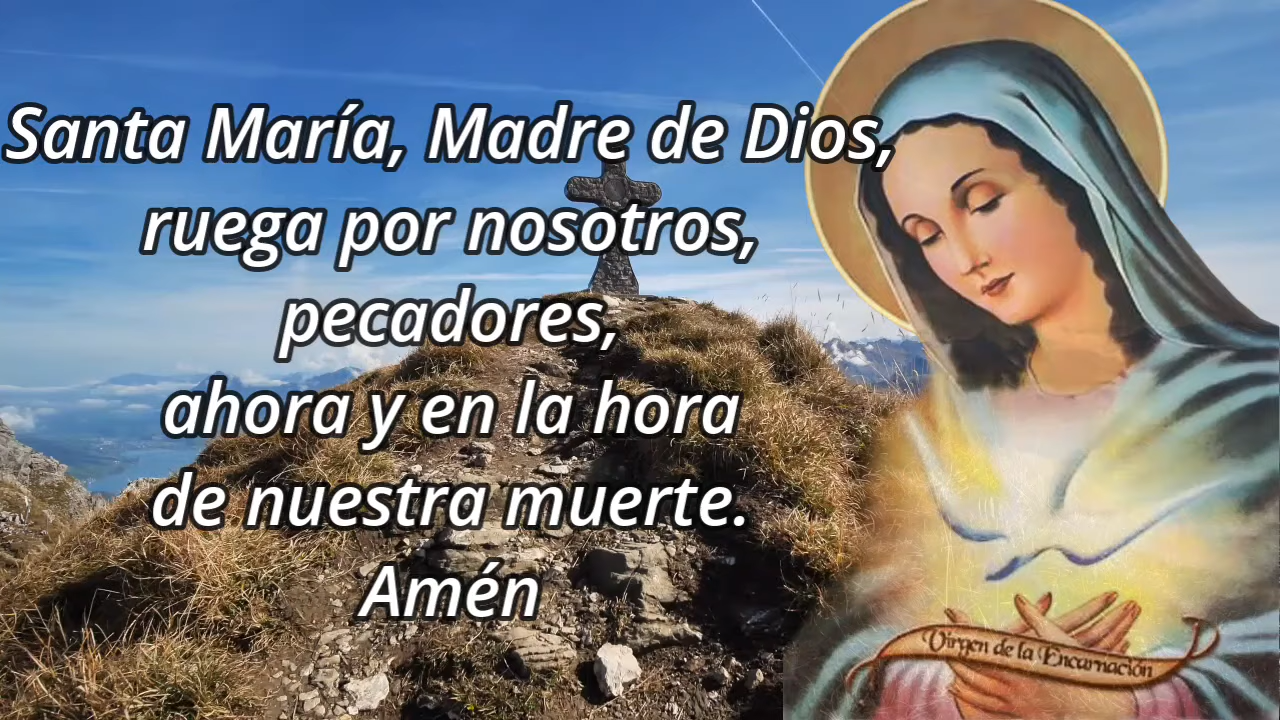 Santa María, Madre de Dios,
ruega por nosotros,
pecadores,
ahora y en la hora
de nuestra muerte.
Amén
Virgen de la Encarnación